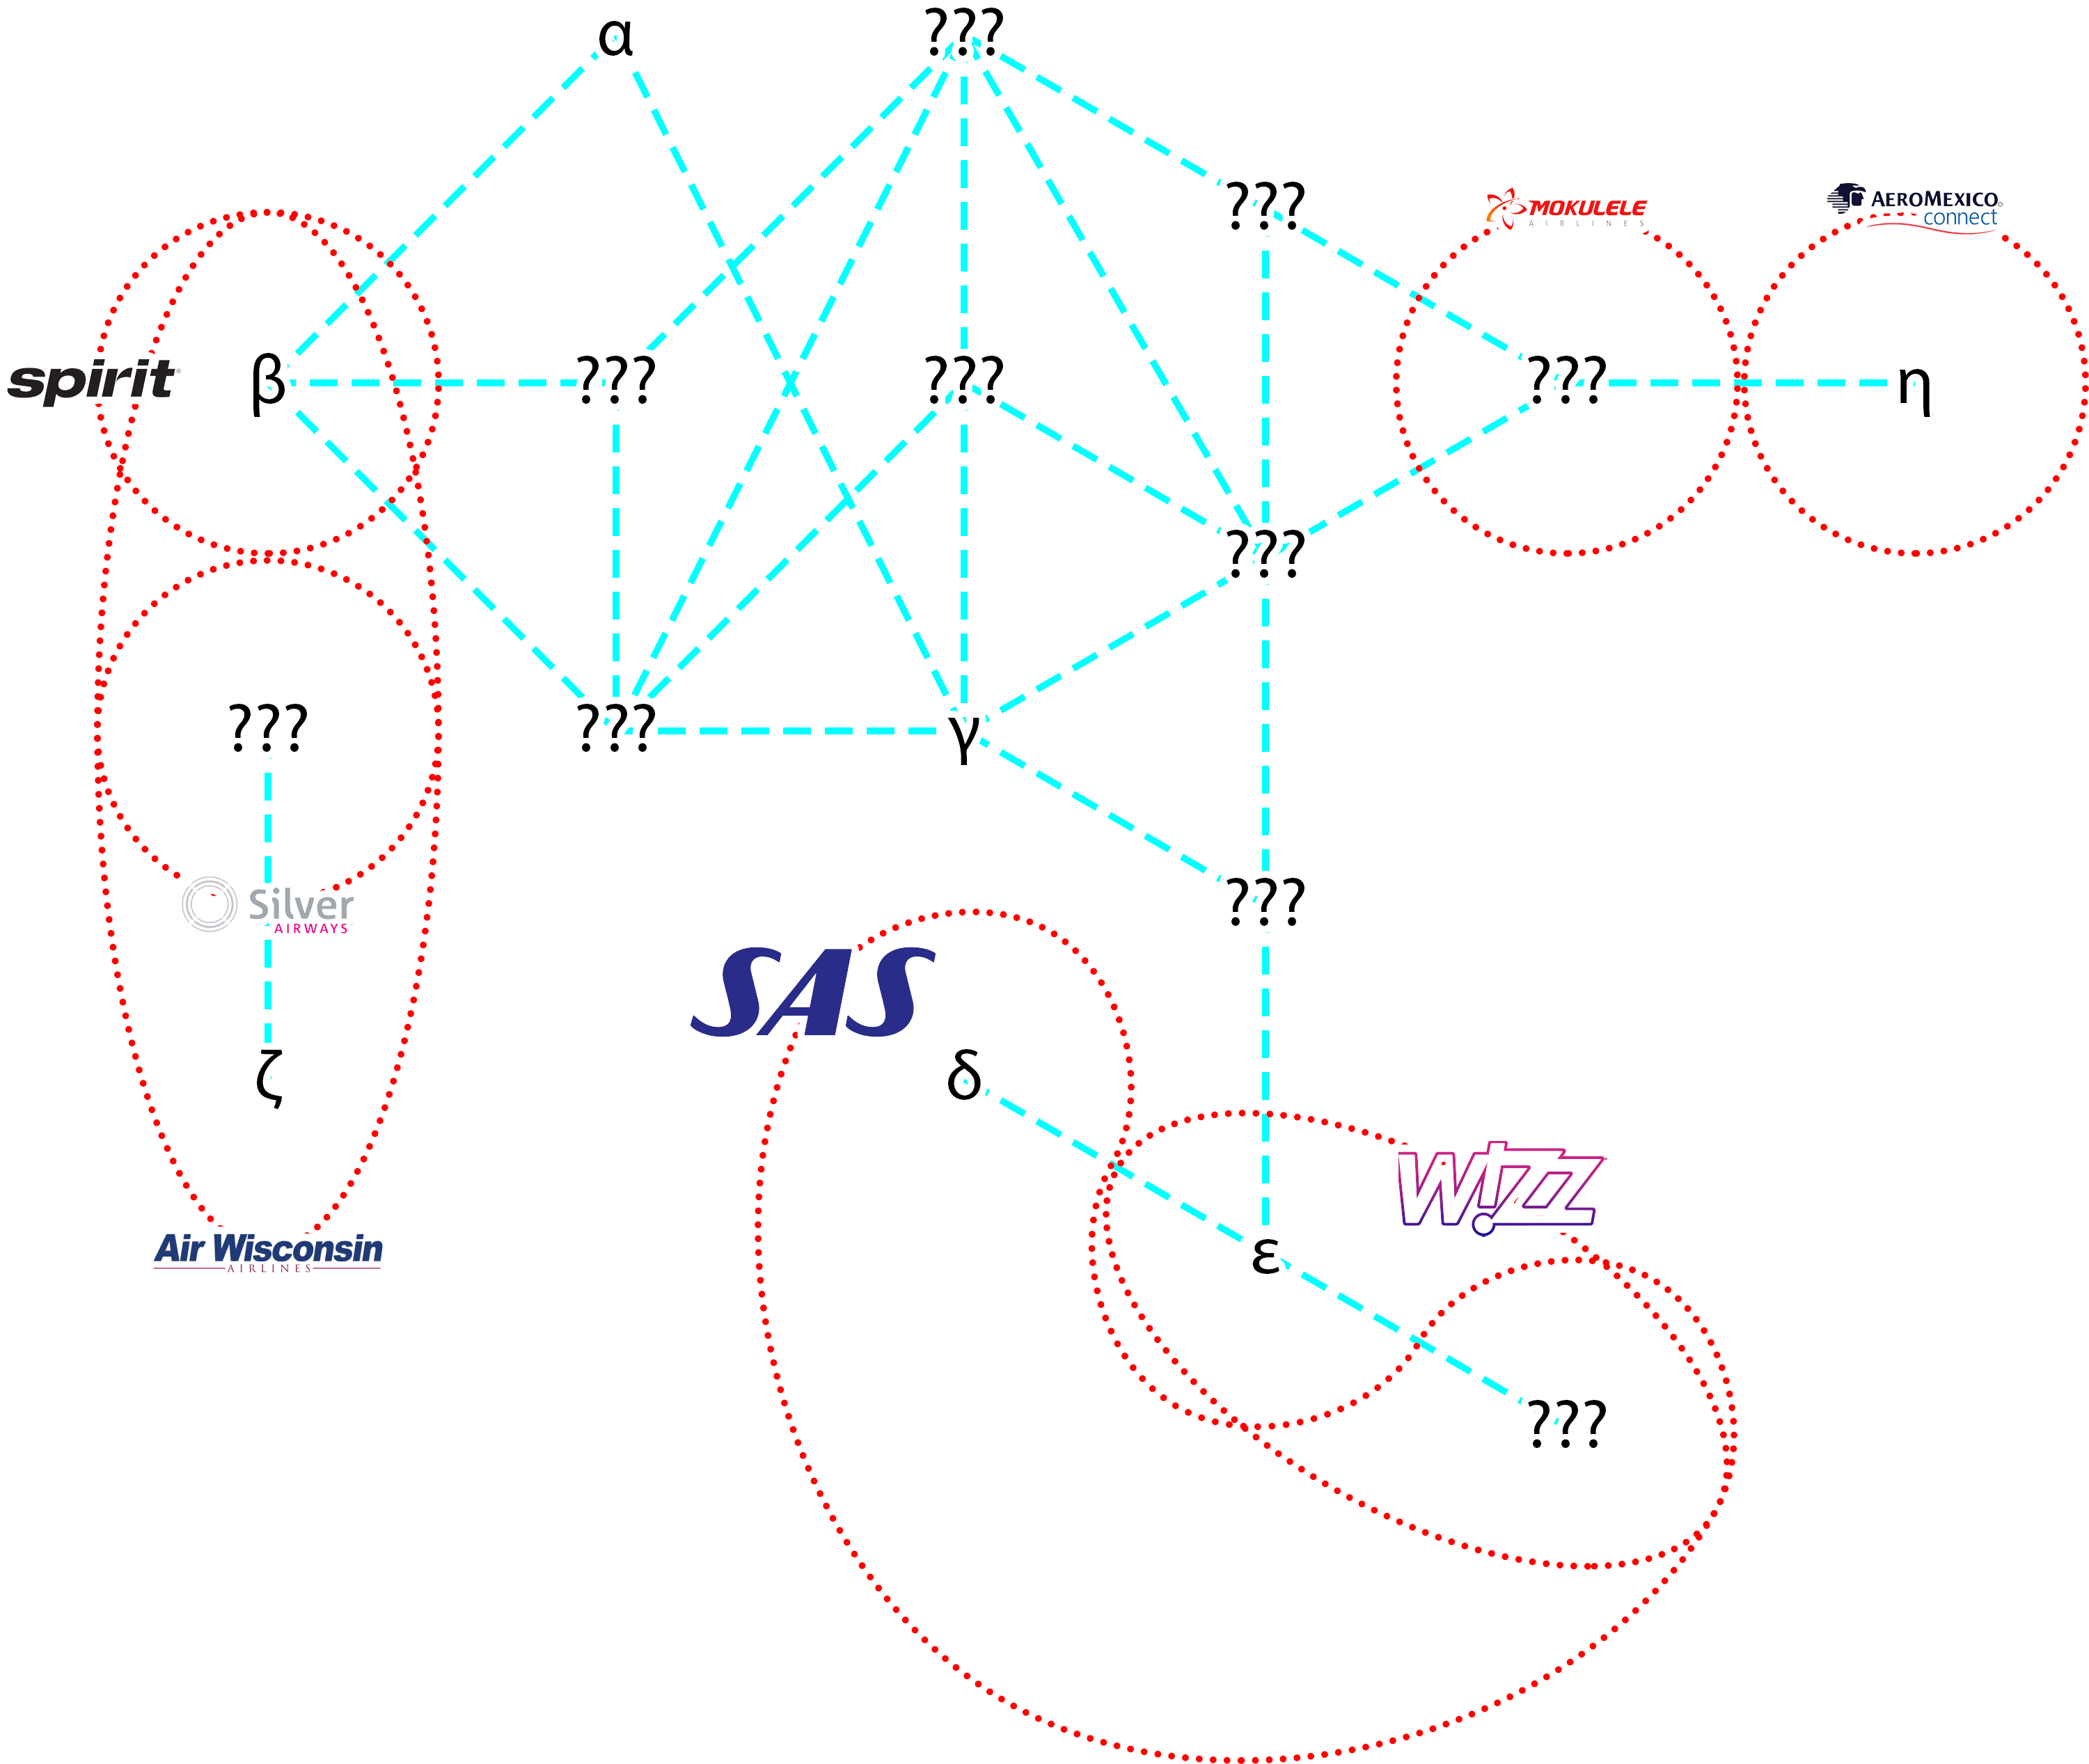 α
???
???
MOKULELE
AIRLINES
AEROMEXICO
connect
spirit
β
???
???
???
η
???
???
???
γ
???
Silver
AIRWAYS
SAS
ζ
δ
Wizz
ε
Air Wisconsin
AIRLINES
???